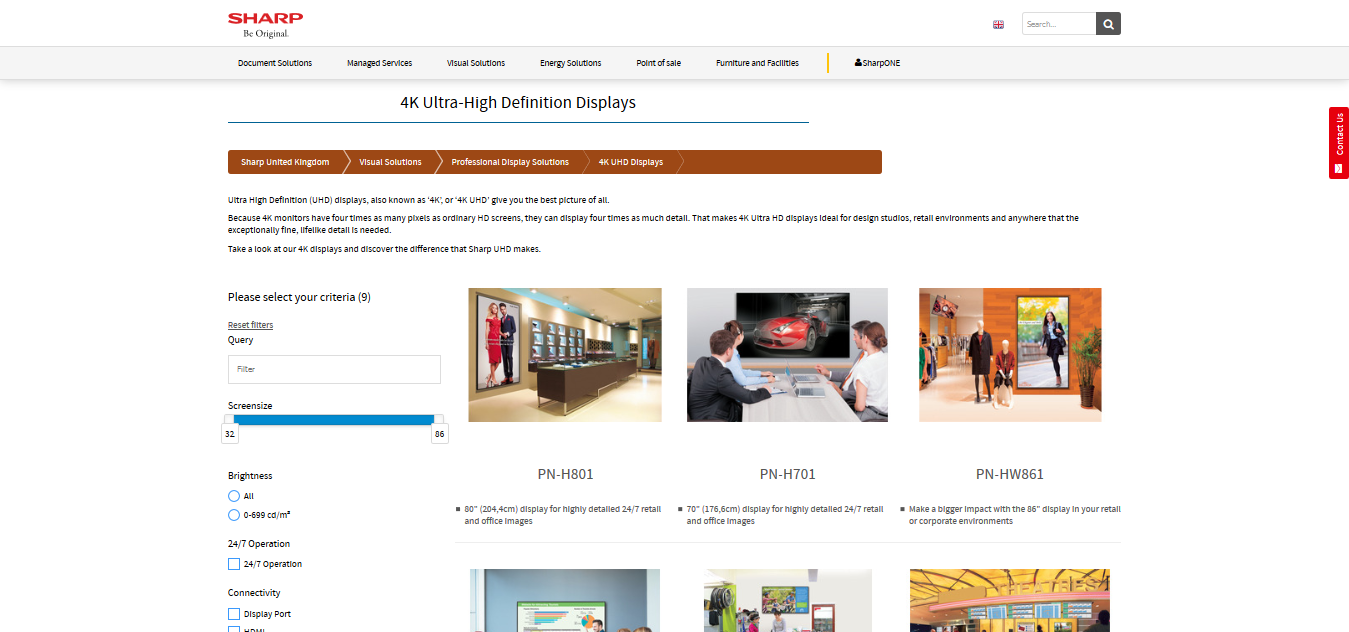 SHARP
Be Original.
Search...
Document Solutions
Managed Services
Visual Solutions
Energy Solutions
Point of sale
Furniture and Facilities
SharpONE
4K Ultra-High Definition Displays
Contact Us
Sharp United Kingdom
Visual Solutions
Professional Display Solutions
4K UHD Displays
Ultra High Definition (UHD) displays, also known as '4K', or '4K UHD' give you the best picture of all.
Because 4K monitors have four times as many pixels as ordinary HD screens, they can display four times as much detail. That makes 4K Ultra HD displays ideal for design studios, retail environments and anywhere that the
exceptionally fine, lifelike detail is needed.
Take a look at our 4K displays and discover the difference that Sharp UHD makes.
Please select your criteria (9)
Reset filters
Query
Filter
Screensize
32
86
Brightness
All
0-699 cd/m²
24/7 Operation
24/7 Operation
Connectivity
Display Port
HDMI
PN-H801
80" (204,4cm) display for highly detailed 24/7 retail
and office images
PN-H701
70" (176,6cm) display for highly detailed 24/7 retail
and office images
PN-HW861
Make a bigger impact with the 86" display in your retail
or corporate environments